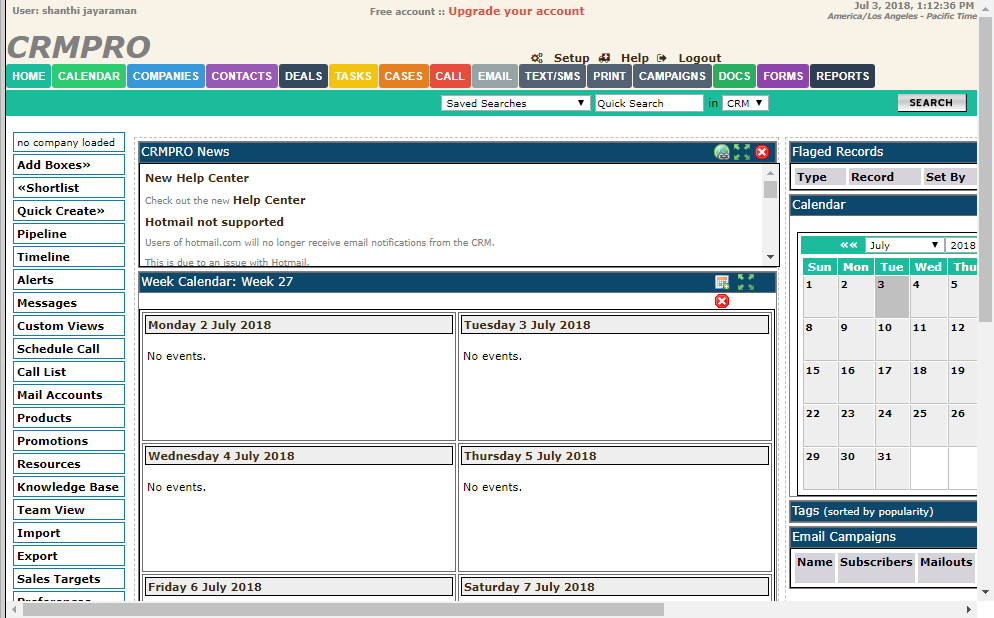 User: shanthi jayaraman
Free account :: Upgrade your account
Jul 3, 2018, 1:12:36 PM
America/Los Angeles - Pacific Time
CRMPRO
Setup Help Logout
HOME CALENDAR COMPANIES CONTACTS DEALS TASKS CASES CALL EMAIL TEXT/SMS PRINT CAMPAIGNS DOCS FORMS REPORTS
Saved Searches Quick Search in CRM SEARCH
no company loaded
Add Boxes»
«Shortlist
Quick Create»
Pipeline
Timeline
Alerts
Messages
Custom Views
Schedule Call
Call List
Mail Accounts
Products
Promotions
Resources
Knowledge Base
Team View
Import
Export
Sales Targets
Preferences
CRMPRO News
New Help Center
Check out the new Help Center
Hotmail not supported
Users of hotmail.com will no longer receive email notifications from the CRM.
This is due to an issue with Hotmail.
Week Calendar: Week 27
Monday 2 July 2018
No events.
Tuesday 3 July 2018
No events.
Wednesday 4 July 2018
No events.
Thursday 5 July 2018
No events.
Friday 6 July 2018
Saturday 7 July 2018
Flaged Records
Type Record Set By
Calendar
«« July 2018
Sun Mon Tue Wed Thu
1 2 3 4 5
8 9 10 11 12
15 16 17 18 19
22 23 24 25 26
29 30 31
Tags (sorted by popularity)
Email Campaigns
Name Subscribers Mailouts